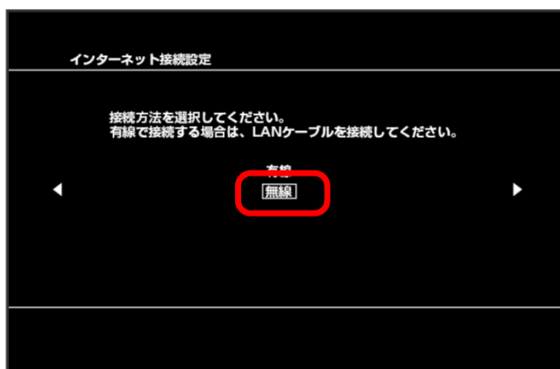 インターネット接続設定
接続方法を選択してください。
有線で接続する場合は、LANケーブルを接続してください。
有線
無線